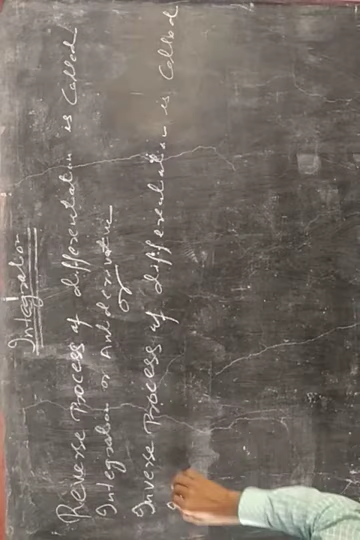 Integration
Reverse Process of differentiation is called
Integration or Antiderivative
or
Inverse Process of differentiation is called